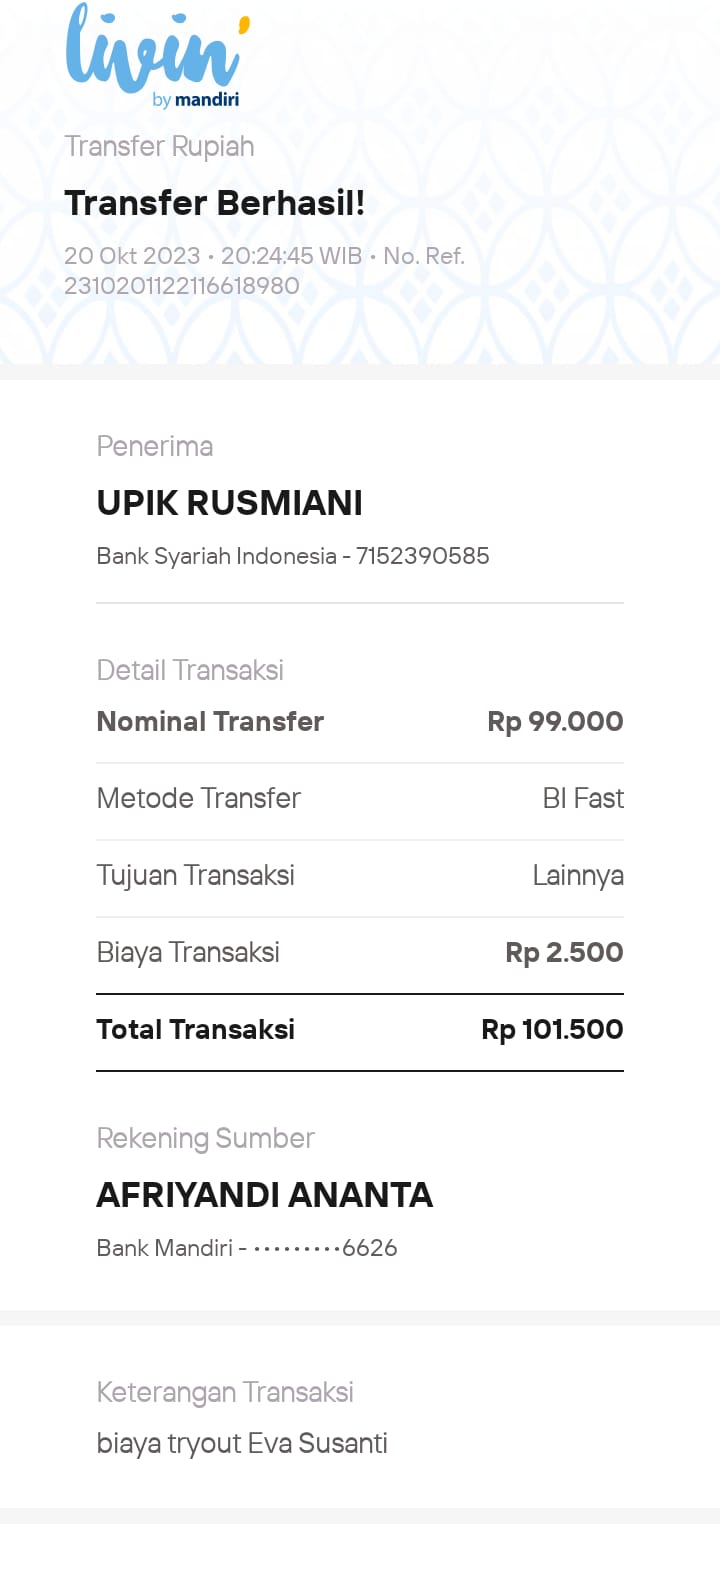 livin'
by mandiri
Transfer Rupiah
Transfer Berhasil!
20 Okt 2023 • 20:24:45 WIB • No. Ref.
2310201122116618980
Penerima
UPIK RUSMIANI
Bank Syariah Indonesia - 7152390585
Detail Transaksi
Nominal Transfer Rp 99.000
Metode Transfer BI Fast
Tujuan Transaksi Lainnya
Biaya Transaksi Rp 2.500
Total Transaksi Rp 101.500
Rekening Sumber
AFRIYANDI ANANTA
Bank Mandiri - •••••••••6626
Keterangan Transaksi
biaya tryout Eva Susanti